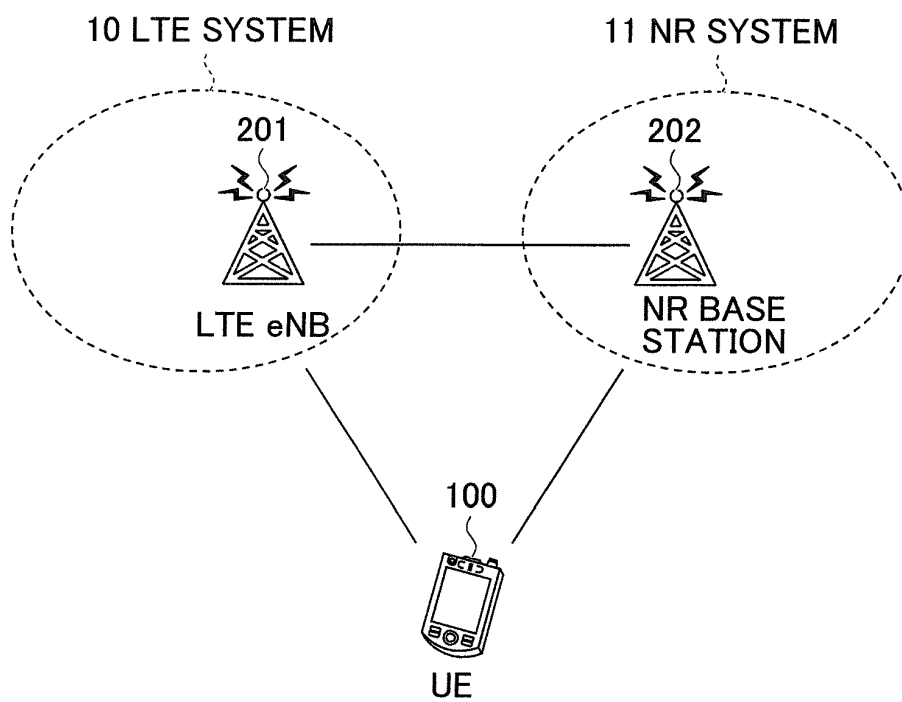 10 LTE SYSTEM
11 NR SYSTEM
201
202
LTE eNB
NR BASE
STATION
100
UE